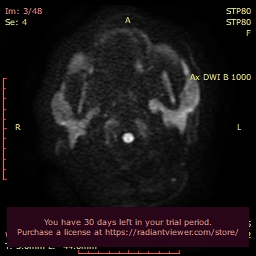 Im: 3/48
Se: 4
A
STP80
STP80
F
Ax DWI B 1000
R
L
You have 30 days left in your trial period.
Purchase a license at https://radiantviewer.com/store/